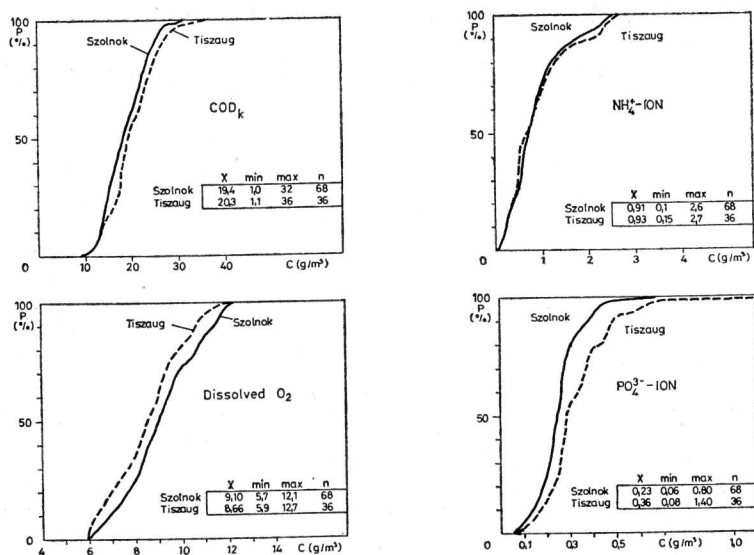 P
(°/•)
100
50
0
Szolnok
Tiszaug
COD_k
X min max n
Szolnok 19,4 1,0 32 68
Tiszaug 20,3 1,1 36 36
10 20 30 40 C (g/m³)
P
(°/•)
100
50
0
Szolnok
Tiszaug
NH₄⁺-ION
X min max n
Szolnok 0,91 0,1 2,6 68
Tiszaug 0,93 0,15 2,7 36
1 2 3 4 C (g/m³)
P
(°/•)
100
50
0
Tiszaug
Szolnok
Dissolved O₂
X min max n
Szolnok 9,10 5,7 12,1 68
Tiszaug 8,66 5,9 12,7 36
4 6 8 10 12 C (g/m³)
P
(°/•)
100
50
0
Szolnok
Tiszaug
PO₄³⁻-ION
X min max n
Szolnok 0,23 0,06 0,80 68
Tiszaug 0,36 0,08 1,40 36
0,1 0,3 0,5 C (g/m³) 1,0